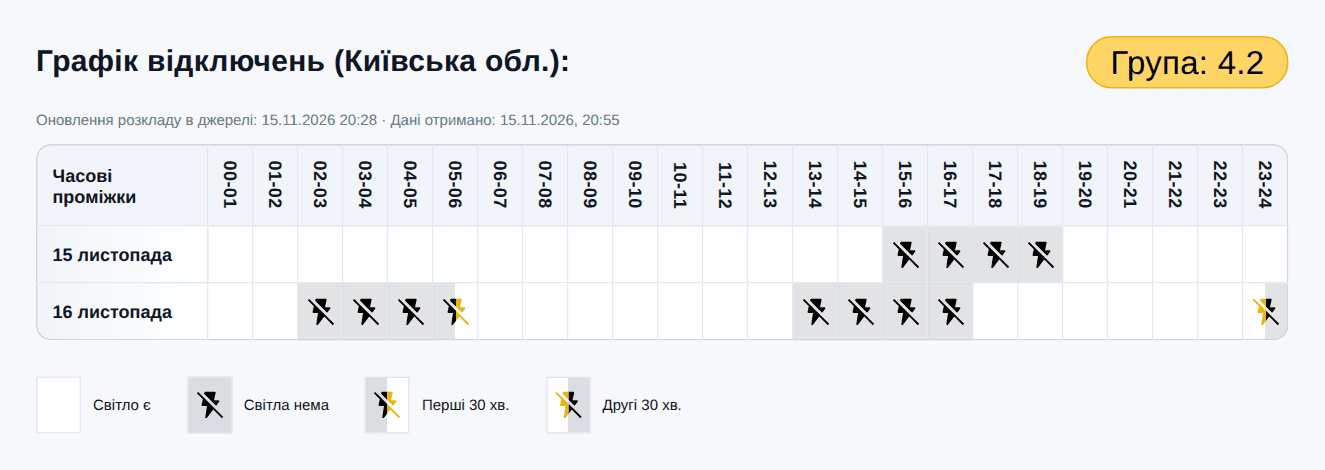 Графік відключень (Київська обл.):
Група: 4.2
Оновлення розкладу в джерелі: 15.11.2026 20:28 · Дані отримано: 15.11.2026, 20:55
Часові
проміжки
00-01
01-02
02-03
03-04
04-05
05-06
06-07
07-08
08-09
09-10
10-11
11-12
12-13
13-14
14-15
15-16
16-17
17-18
18-19
19-20
20-21
21-22
22-23
23-24
15 листопада
16 листопада
Світло є
Світла нема
Перші 30 хв.
Другі 30 хв.